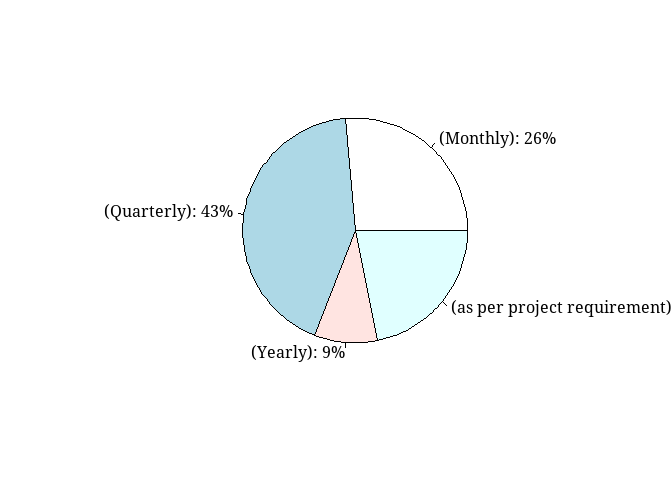 (Monthly): 26%
(Quarterly): 43%
(as per project requirement)
(Yearly): 9%